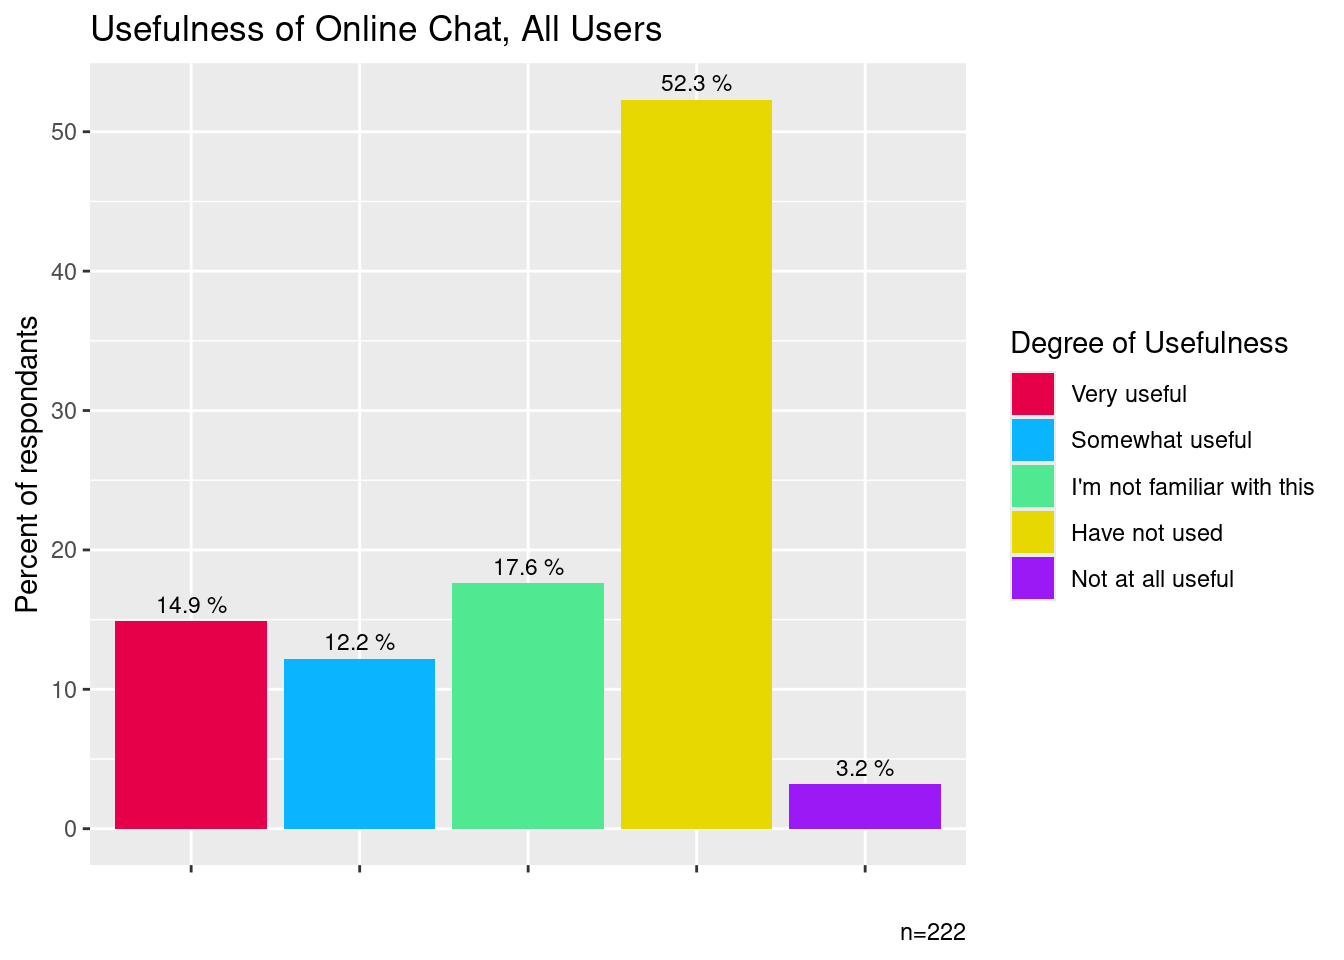 Usefulness of Online Chat, All Users
52.3 %
50
40
30
20
17.6 %
14.9 %
12.2 %
10
3.2 %
0
Percent of respondants
n=222
Degree of Usefulness
Very useful
Somewhat useful
I'm not familiar with this
Have not used
Not at all useful